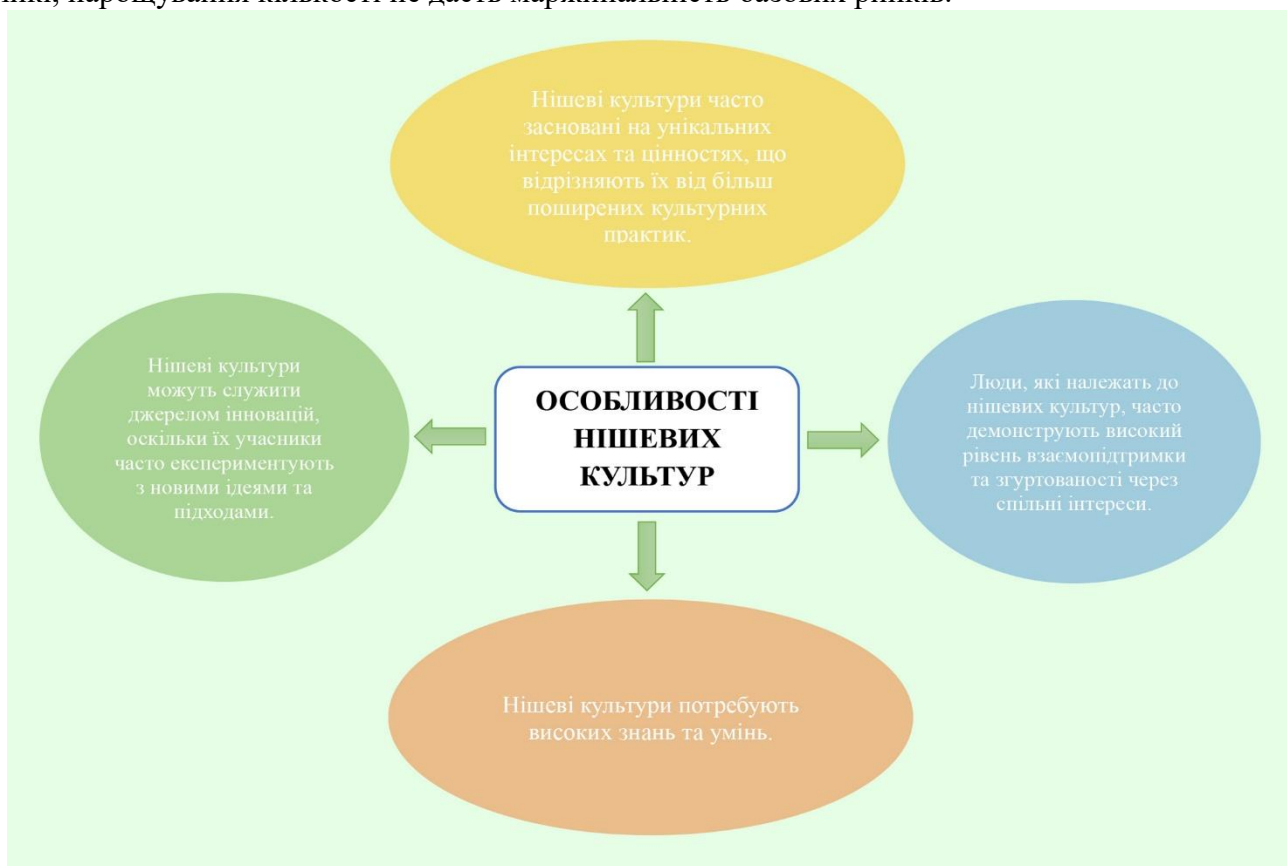 нарощування кількості не дасть маржинальність базових ринків.
Нішеві культури часто
засновані на унікальних
інтересах та цінностях, що
відрізняють їх від більш
поширених культурних
практик.
Нішеві культури
можуть служити
джерелом інновацій,
оскільки їх учасники
часто експериментують
з новими ідеями та
підходами.
ОСОБЛИВОСТІ
НІШЕВИХ
КУЛЬТУР
Люди, які належать до
нішевих культур, часто
демонструють високий
рівень взаємопідтримки
та згуртованості через
спільні інтереси.
Нішеві культури потребують
високих знань та умінь.